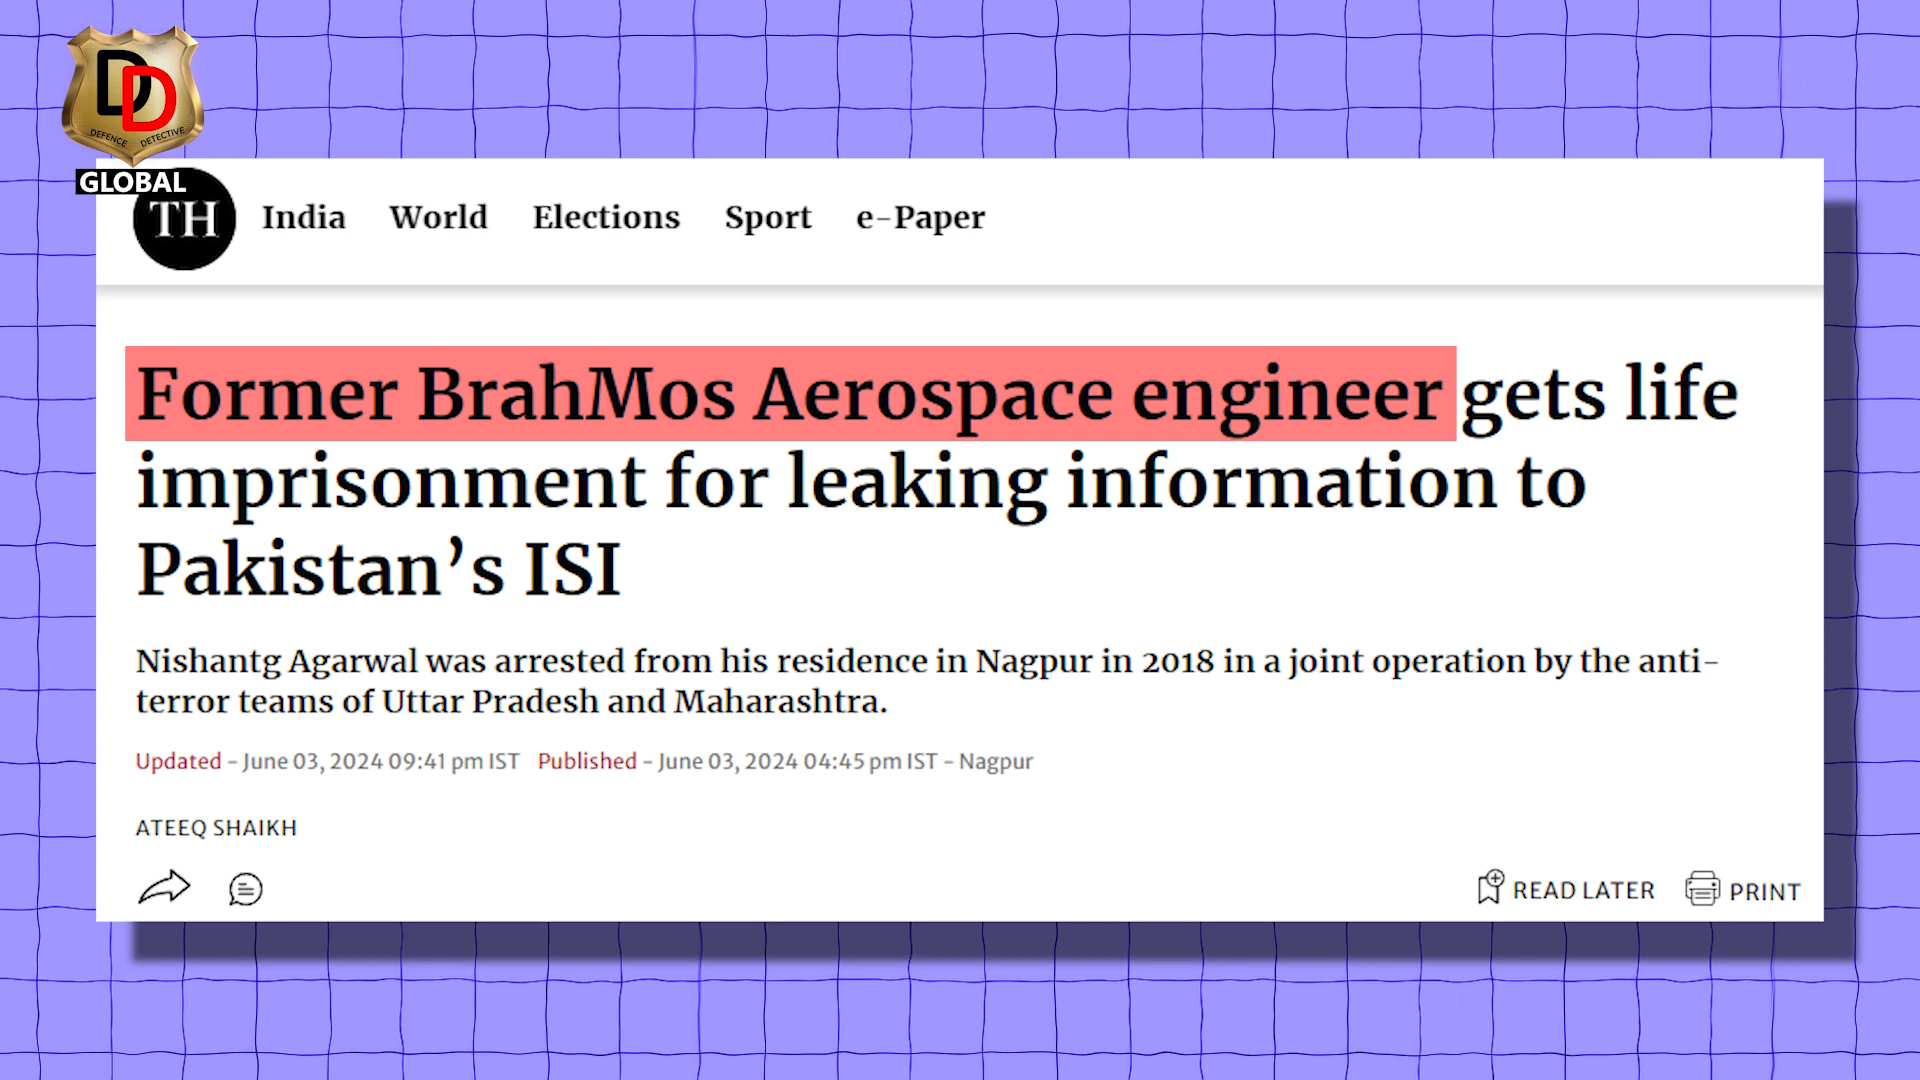 DD
DEFENCE DETECTIVE
GLOBAL
TH
India World Elections Sport e-Paper
Former BrahMos Aerospace engineer gets life
imprisonment for leaking information to
Pakistan’s ISI
Nishantg Agarwal was arrested from his residence in Nagpur in 2018 in a joint operation by the anti-
terror teams of Uttar Pradesh and Maharashtra.
Updated - June 03, 2024 09:41 pm IST Published - June 03, 2024 04:45 pm IST - Nagpur
ATEEQ SHAIKH
READ LATER PRINT